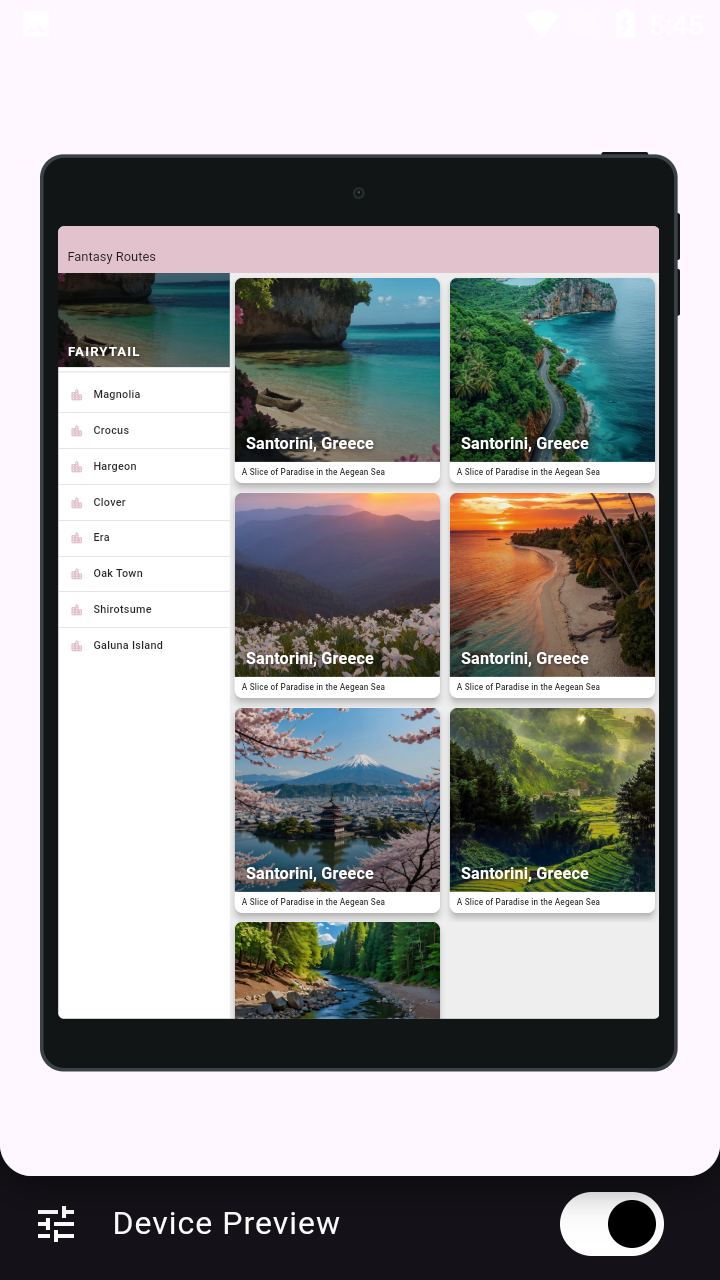 5:45
Fantasy Routes
FAIRYTAIL
Magnolia
Crocus
Hargeon
Clover
Era
Oak Town
Shirotsume
Galuna Island
Santorini, Greece
A Slice of Paradise in the Aegean Sea
Santorini, Greece
A Slice of Paradise in the Aegean Sea
Santorini, Greece
A Slice of Paradise in the Aegean Sea
Santorini, Greece
A Slice of Paradise in the Aegean Sea
Santorini, Greece
A Slice of Paradise in the Aegean Sea
Santorini, Greece
A Slice of Paradise in the Aegean Sea
Device Preview